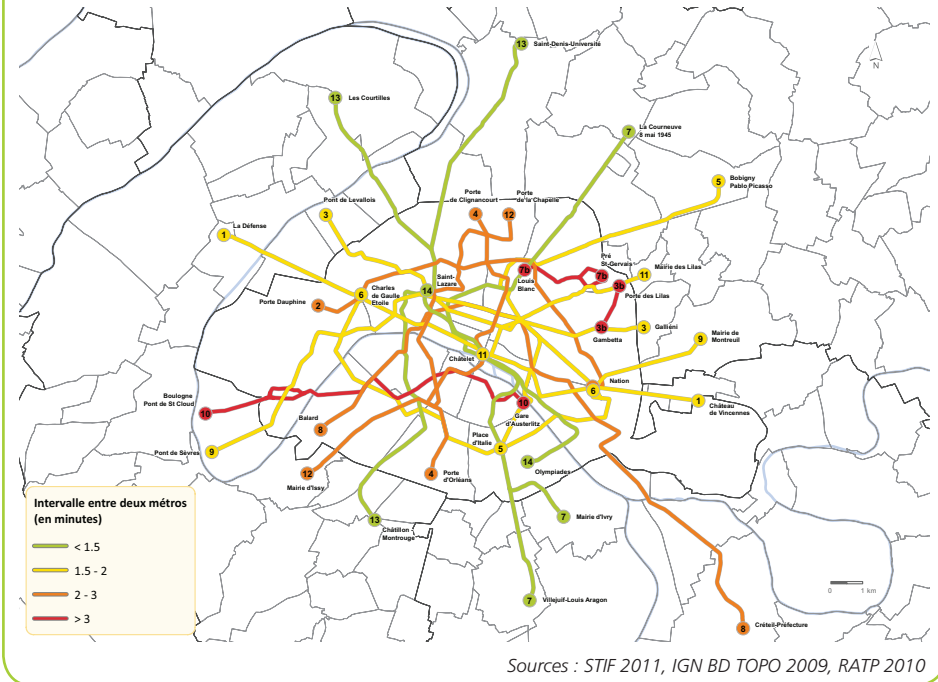 13
Saint-Denis-Université
13
Les Courtilles
N
7
La Courneuve
8 mai 1945
5
Bobigny
Pablo Picasso
Porte
de Clignancourt
Porte
de la Chapelle
4
12
Pont de Levallois
3
La Défense
1
Pré
St-Gervais
7b
7b
Louis
Blanc
Mairie des Lilas
11
3b
Porte des Lilas
Saint-
Lazare
14
Charles
de Gaulle
Etoile
6
Porte Dauphine
2
3b
Gambetta
3
Galliéni
Mairie de
Montreuil
9
Châtelet
11
Nation
6
1
Château
de Vincennes
Boulogne
Pont de St Cloud
10
10
Gare
d'Austerlitz
Balard
8
Place
d'Italie
5
Pont de Sèvres
9
12
Mairie d'Issy
4
Porte
d'Orléans
14
Olympiades
13
Châtillon
Montrouge
7
Mairie d'Ivry
7
Villejuif-Louis Aragon
8
Créteil-Préfecture
0 1 km
Intervalle entre deux métros
(en minutes)
< 1.5
1.5 - 2
2 - 3
> 3
Sources : STIF 2011, IGN BD TOPO 2009, RATP 2010